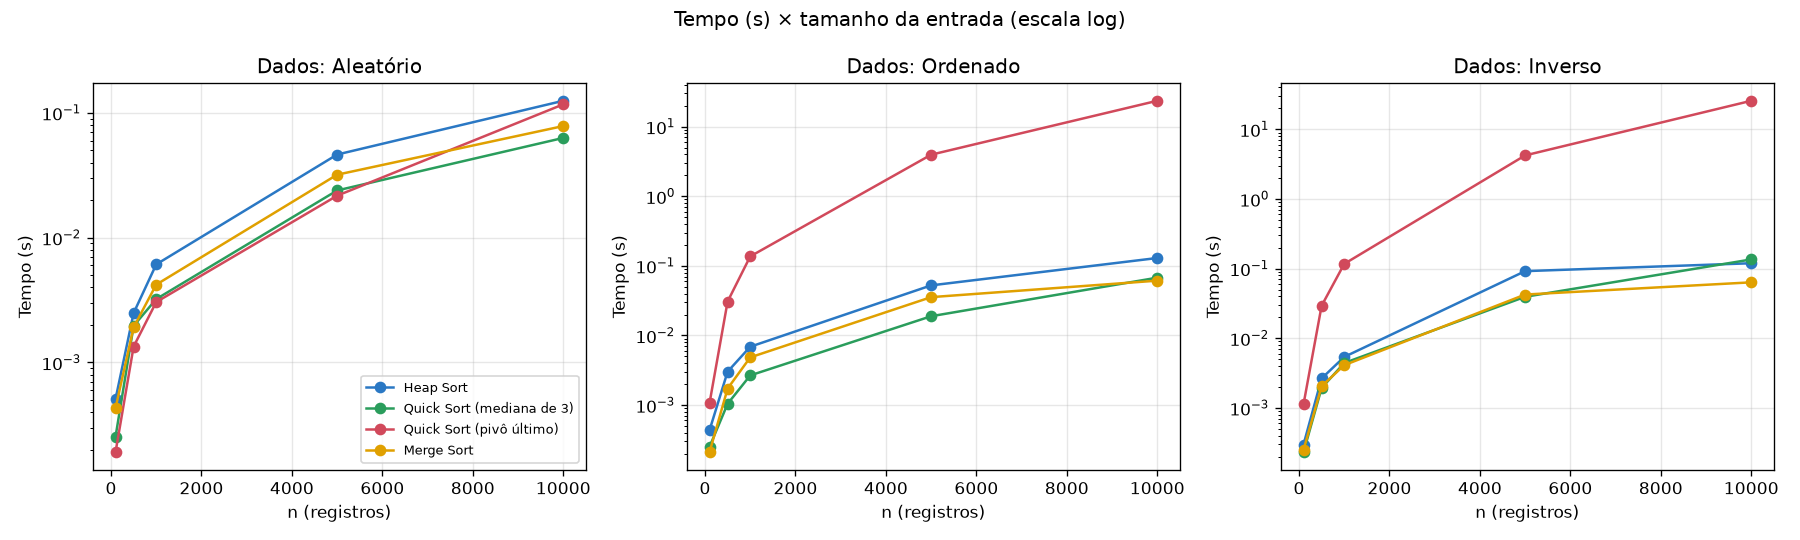 Tempo (s) × tamanho da entrada (escala log)
Dados: Aleatório
Tempo (s)
10⁻¹
10⁻²
10⁻³
0 2000 4000 6000 8000 10000
n (registros)
Heap Sort
Quick Sort (mediana de 3)
Quick Sort (pivô último)
Merge Sort
Dados: Ordenado
Tempo (s)
10¹
10⁰
10⁻¹
10⁻²
10⁻³
0 2000 4000 6000 8000 10000
n (registros)
Dados: Inverso
Tempo (s)
10¹
10⁰
10⁻¹
10⁻²
10⁻³
0 2000 4000 6000 8000 10000
n (registros)